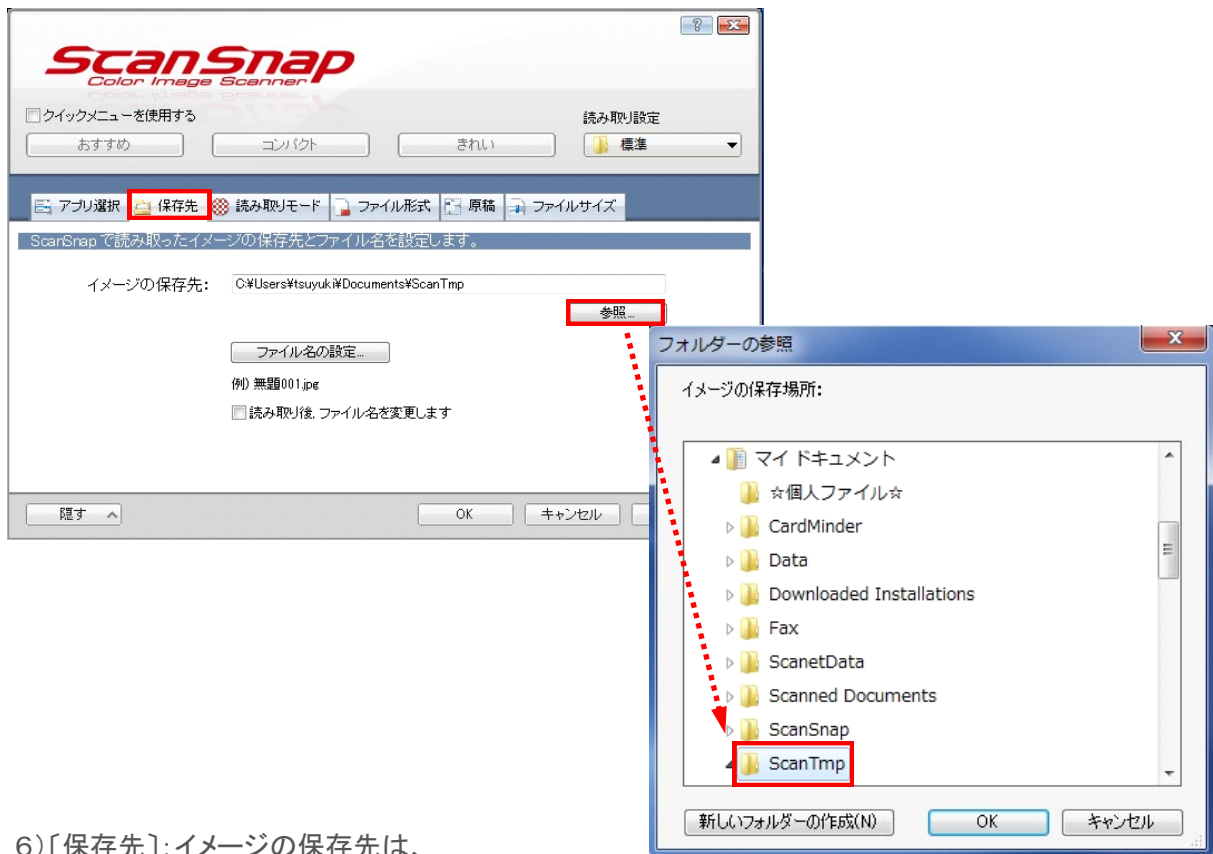 ScanSnap
Color Image Scanner
クイックメニューを使用する
読み取り設定
おすすめ
コンパクト
きれい
標準
アプリ選択 保存先 読み取りモード ファイル形式 原稿 ファイルサイズ
ScanSnap で読み取ったイメージの保存先とファイル名を設定します。
イメージの保存先: C:¥Users¥tsuyuki¥Documents¥ScanTmp
参照...
ファイル名の設定...
例) 無題001.jpg
読み取り後、ファイル名を変更します
隠す
OK
キャンセル
フォルダーの参照
イメージの保存場所:
マイ ドキュメント
☆個人ファイル☆
CardMinder
Data
Downloaded Installations
Fax
ScanetData
Scanned Documents
ScanSnap
ScanTmp
新しいフォルダーの作成(N)
OK
キャンセル
6)〔保存先〕:イメージの保存先は、